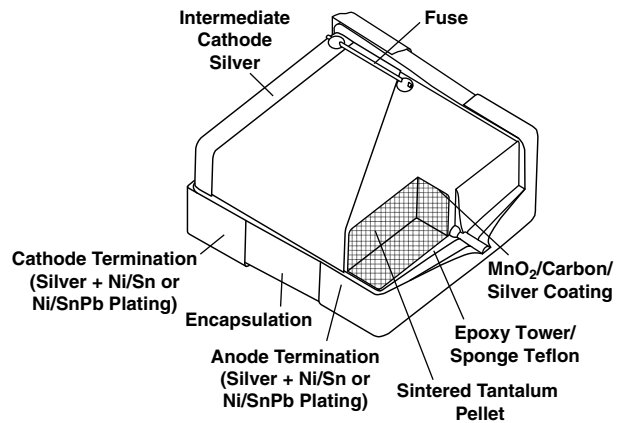 Intermediate
Cathode
Silver
Fuse
Cathode Termination
(Silver + Ni/Sn or
Ni/SnPb Plating)
Encapsulation
Anode Termination
(Silver + Ni/Sn or
Ni/SnPb Plating)
MnO₂/Carbon/
Silver Coating
Epoxy Tower/
Sponge Teflon
Sintered Tantalum
Pellet